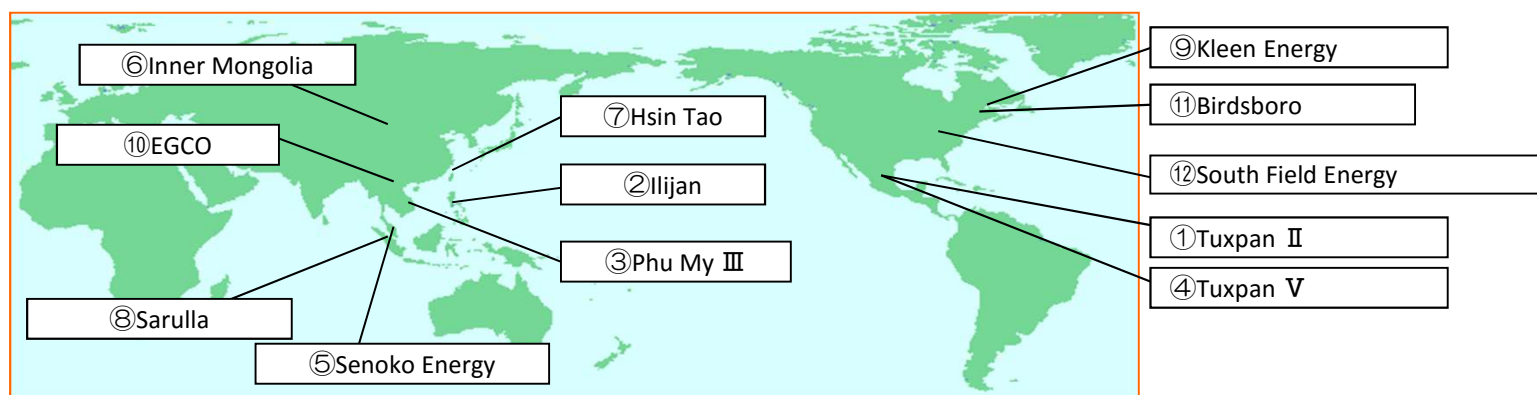 ⑥Inner Mongolia
⑩EGCO
⑦Hsin Tao
②Ilijan
③Phu My Ⅲ
⑧Sarulla
⑤Senoko Energy
⑨Kleen Energy
⑪Birdsboro
⑫South Field Energy
①Tuxpan Ⅱ
④Tuxpan Ⅴ